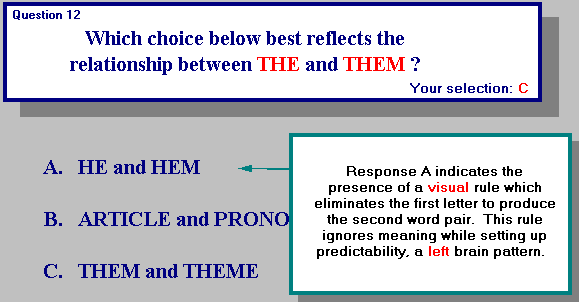 Question 12
Which choice below best reflects the
relationship between THE and THEM ?
Your selection: C
A. HE and HEM
B. ARTICLE and PRONO
C. THEM and THEME
Response A indicates the
presence of a visual rule which
eliminates the first letter to produce
the second word pair. This rule
ignores meaning while setting up
predictability, a left brain pattern.